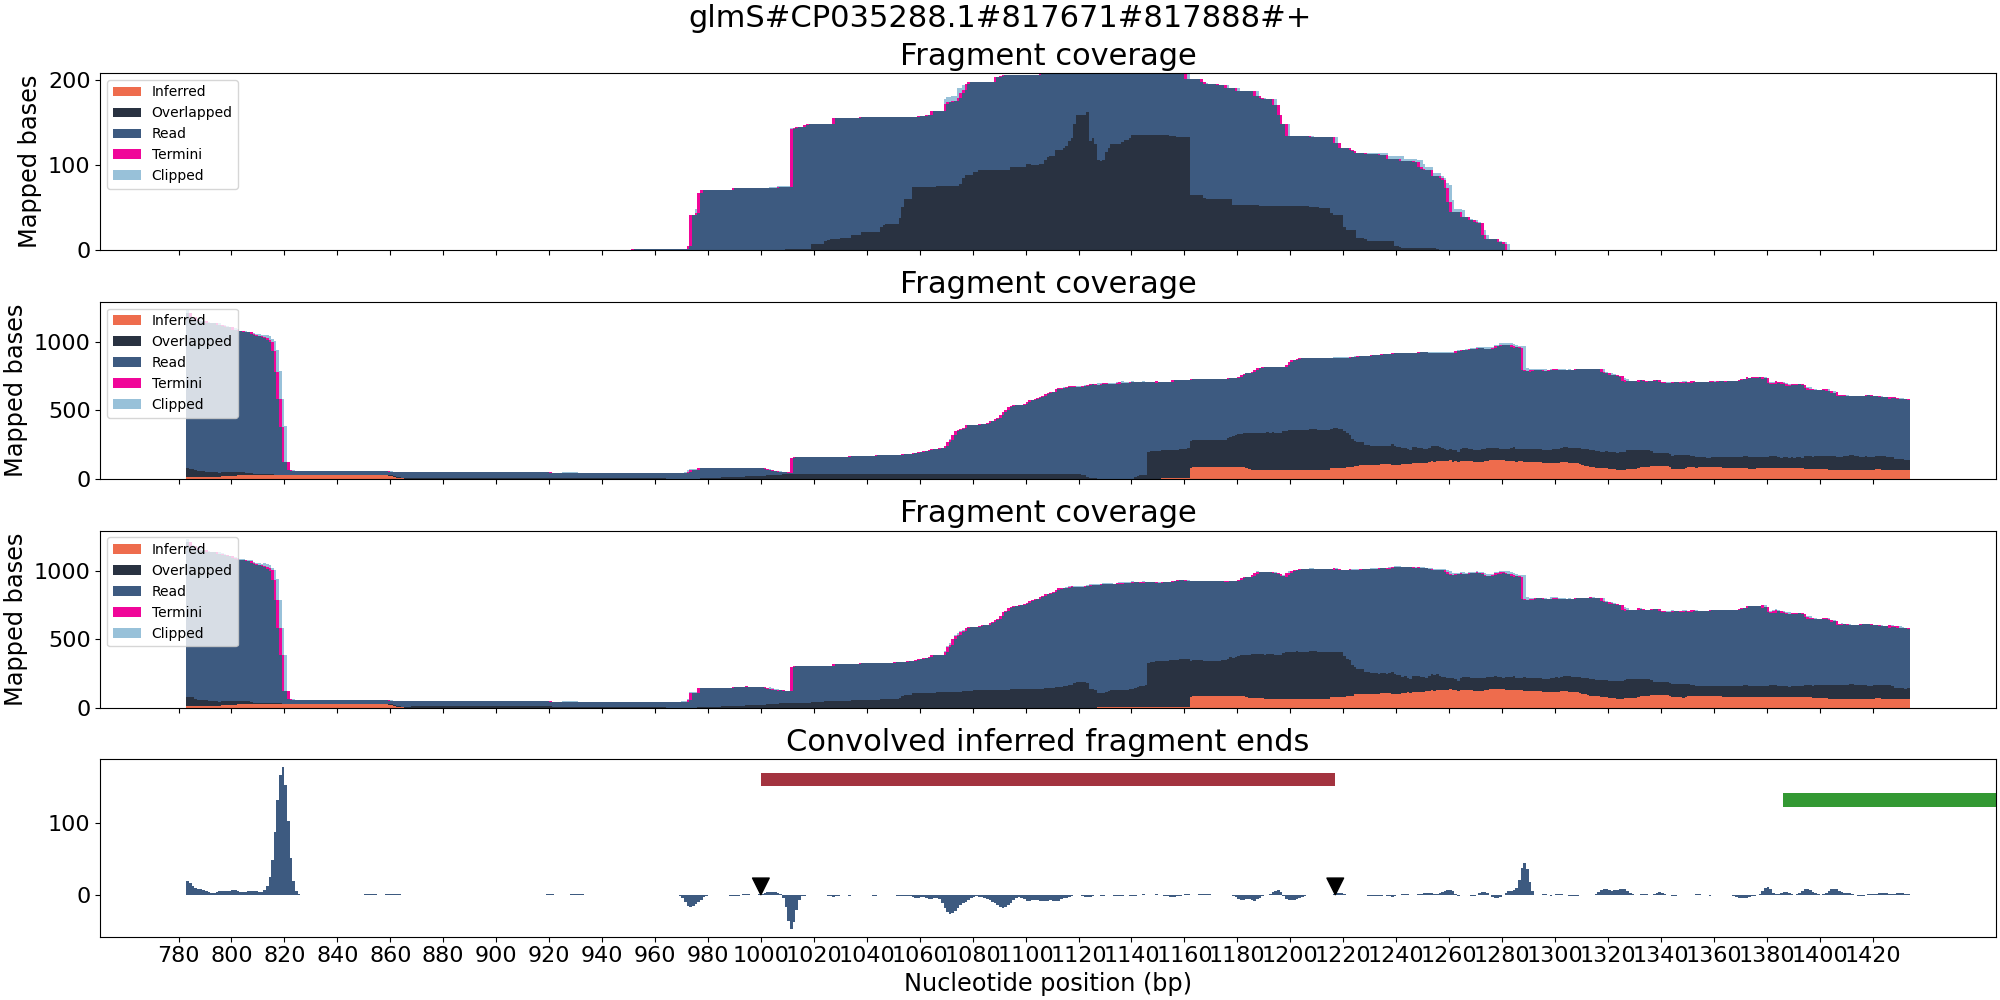 glmS#CP035288.1#817671#817888#+
Fragment coverage
Mapped bases
200
100
0
Inferred
Overlapped
Read
Termini
Clipped
Fragment coverage
Mapped bases
1000
500
0
Inferred
Overlapped
Read
Termini
Clipped
Fragment coverage
Mapped bases
1000
500
0
Inferred
Overlapped
Read
Termini
Clipped
Convolved inferred fragment ends
100
0
780 800 820 840 860 880 900 920 940 960 980 1000 1020 1040 1060 1080 1100 1120 1140 1160 1180 1200 1220 1240 1260 1280 1300 1320 1340 1360 1380 1400 1420
Nucleotide position (bp)